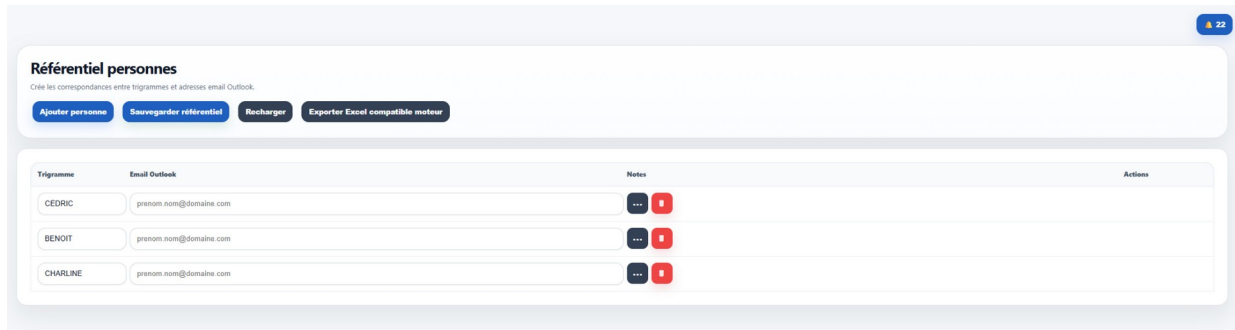 22
Référentiel personnes
Crée les correspondances entre trigrammes et adresses email Outlook.
Ajouter personne Sauvegarder référentiel Recharger Exporter Excel compatible moteur
Trigramme Email Outlook Notes Actions
CEDRIC prenom.nom@domaine.com ...
BENOIT prenom.nom@domaine.com ...
CHARLINE prenom.nom@domaine.com ...